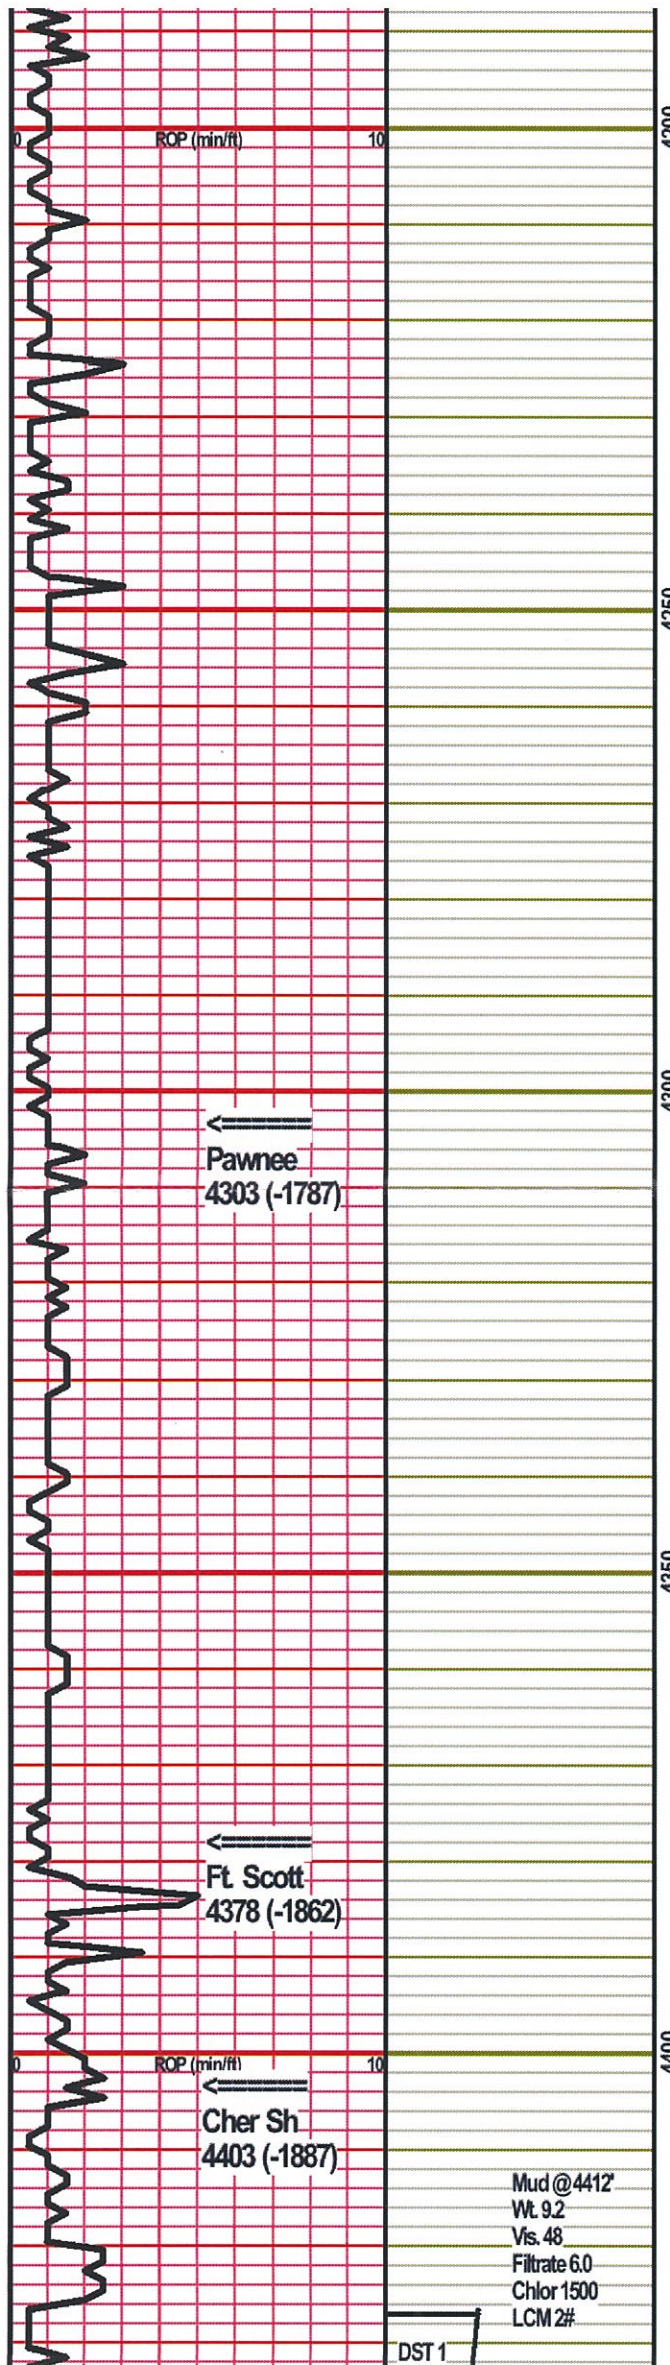 4200
0 ROP (min/ft) 10
4250
4300
<======
Pawnee
4303 (-1787)
4350
<======
Ft. Scott
4378 (-1862)
4400
0 ROP (min/ft) 10
<======
Cher Sh
4403 (-1887)
Mud @4412'
Wt. 9.2
Vis. 48
Filtrate 6.0
Chlor 1500
LCM 2#
DST 1